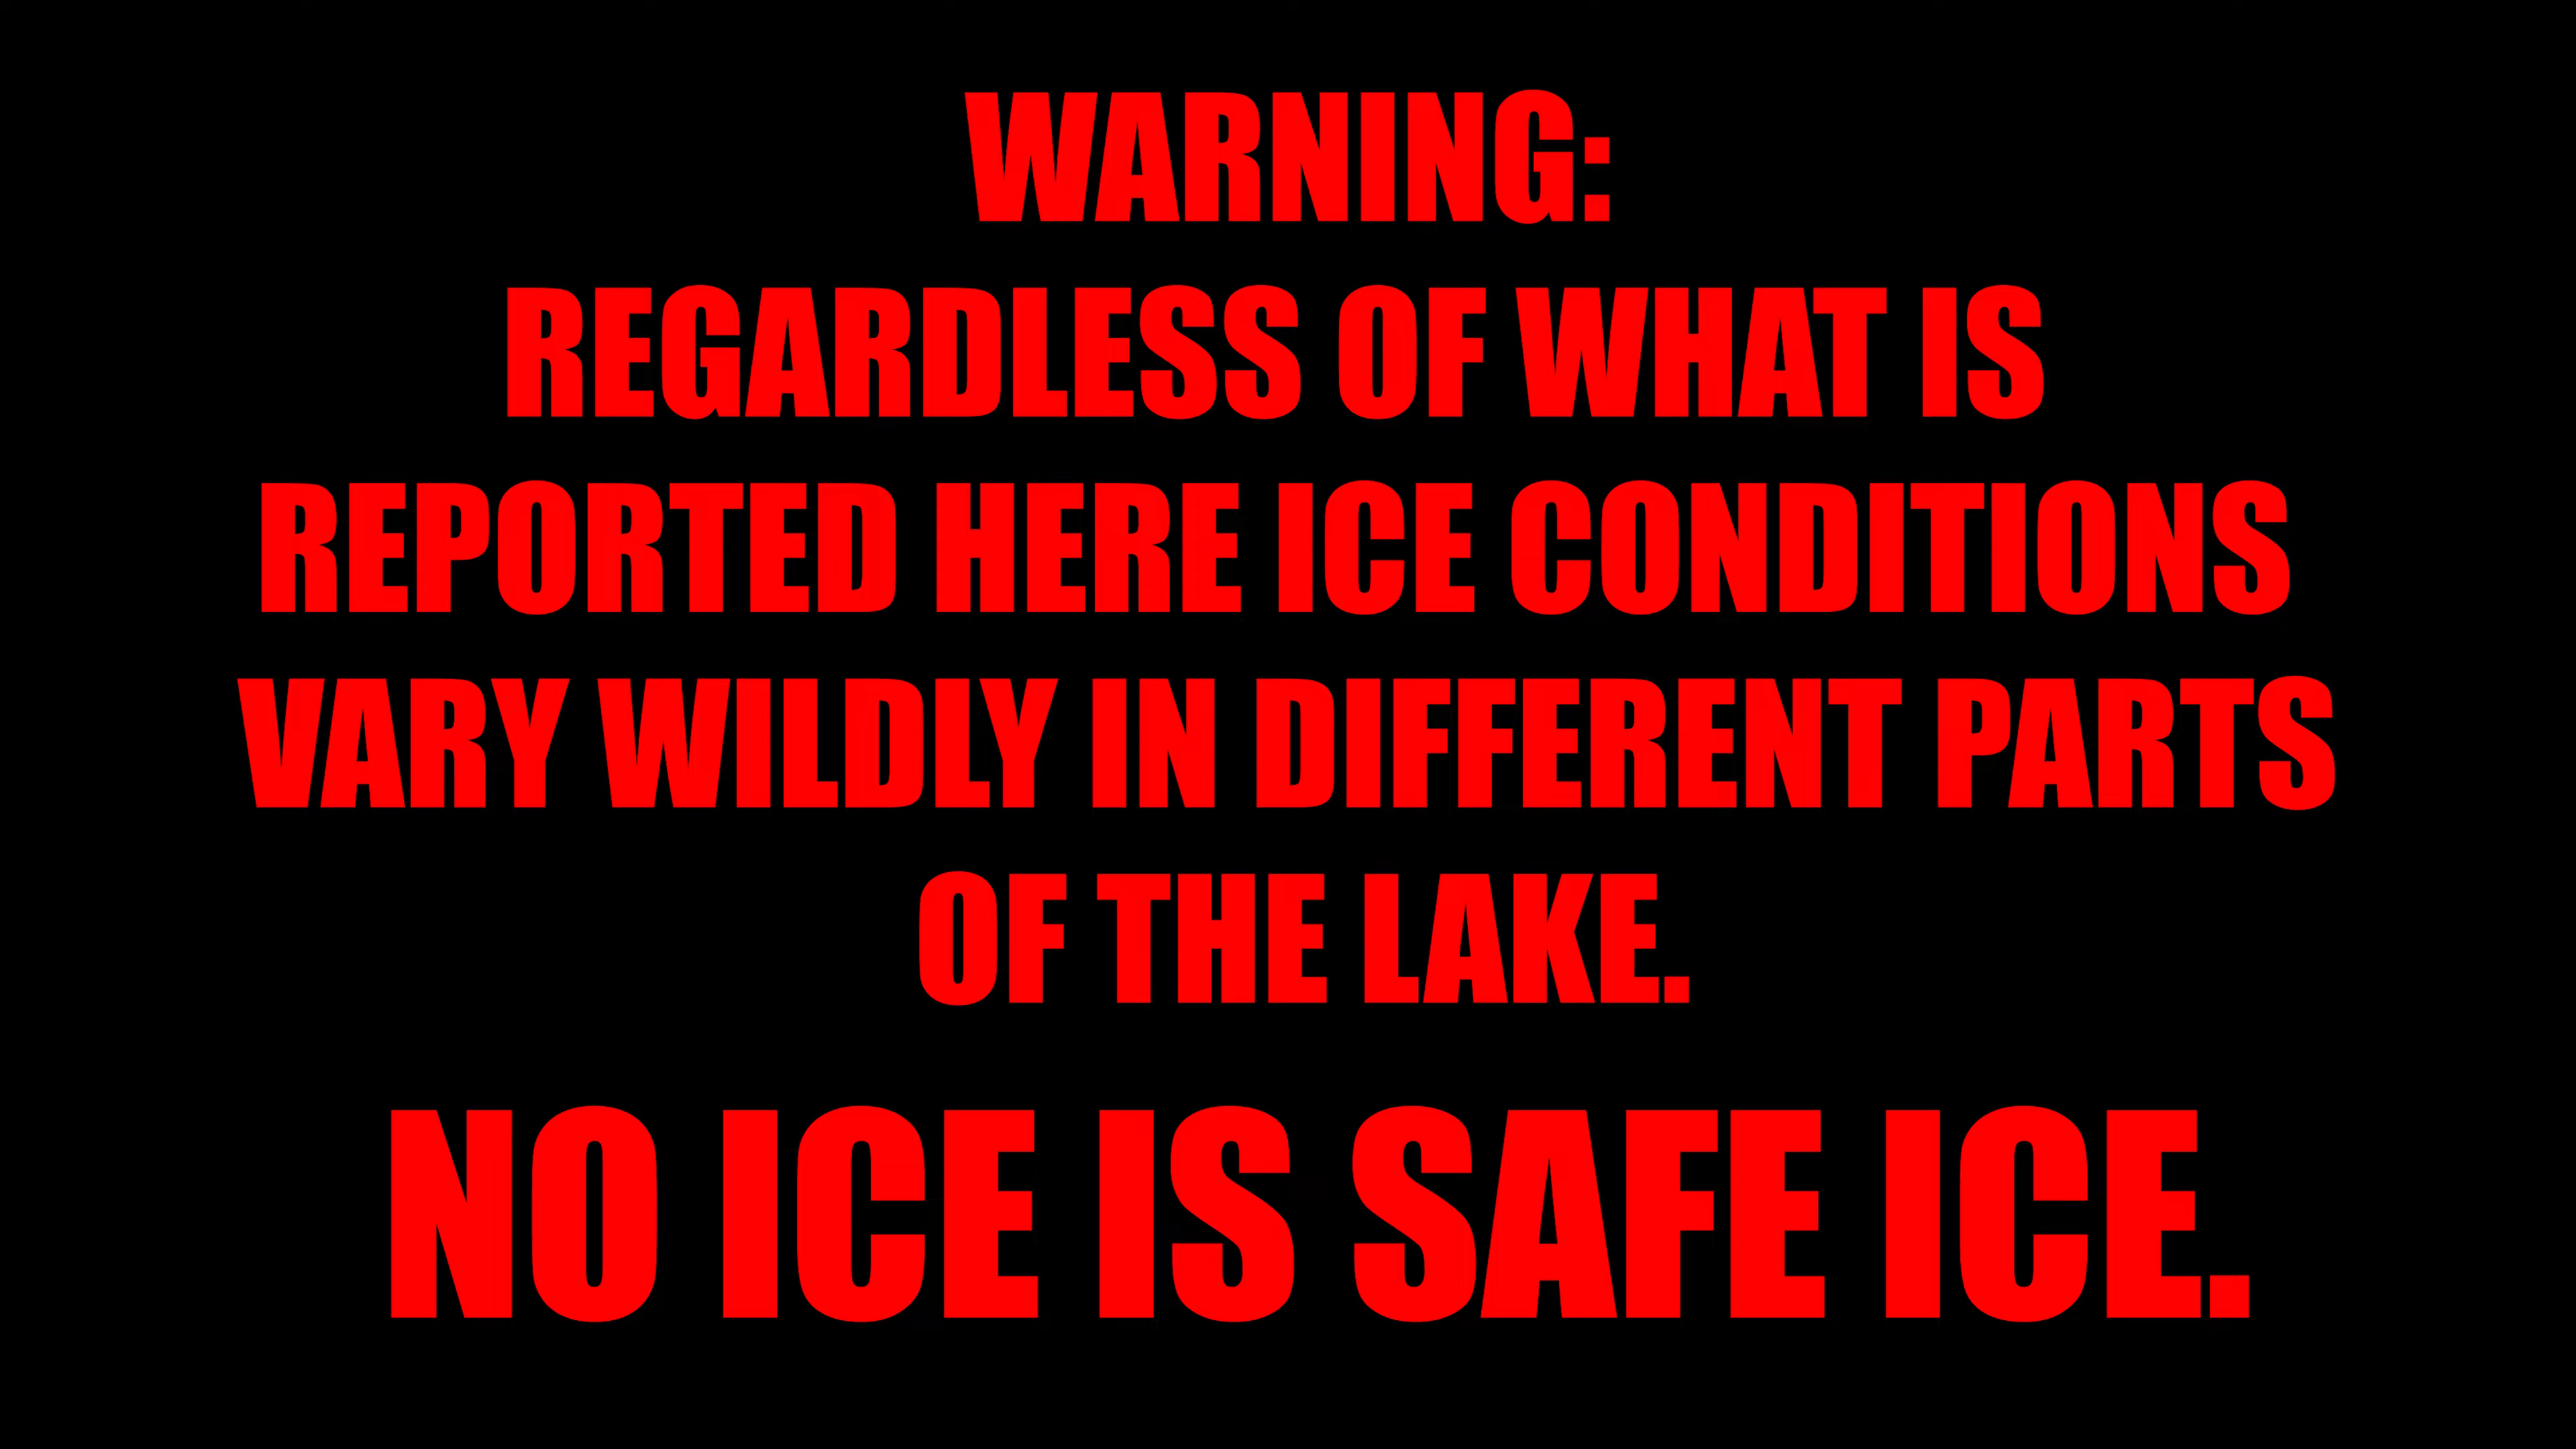 WARNING:
REGARDLESS OF WHAT IS
REPORTED HERE ICE CONDITIONS
VARY WILDLY IN DIFFERENT PARTS
OF THE LAKE.
NO ICE IS SAFE ICE.